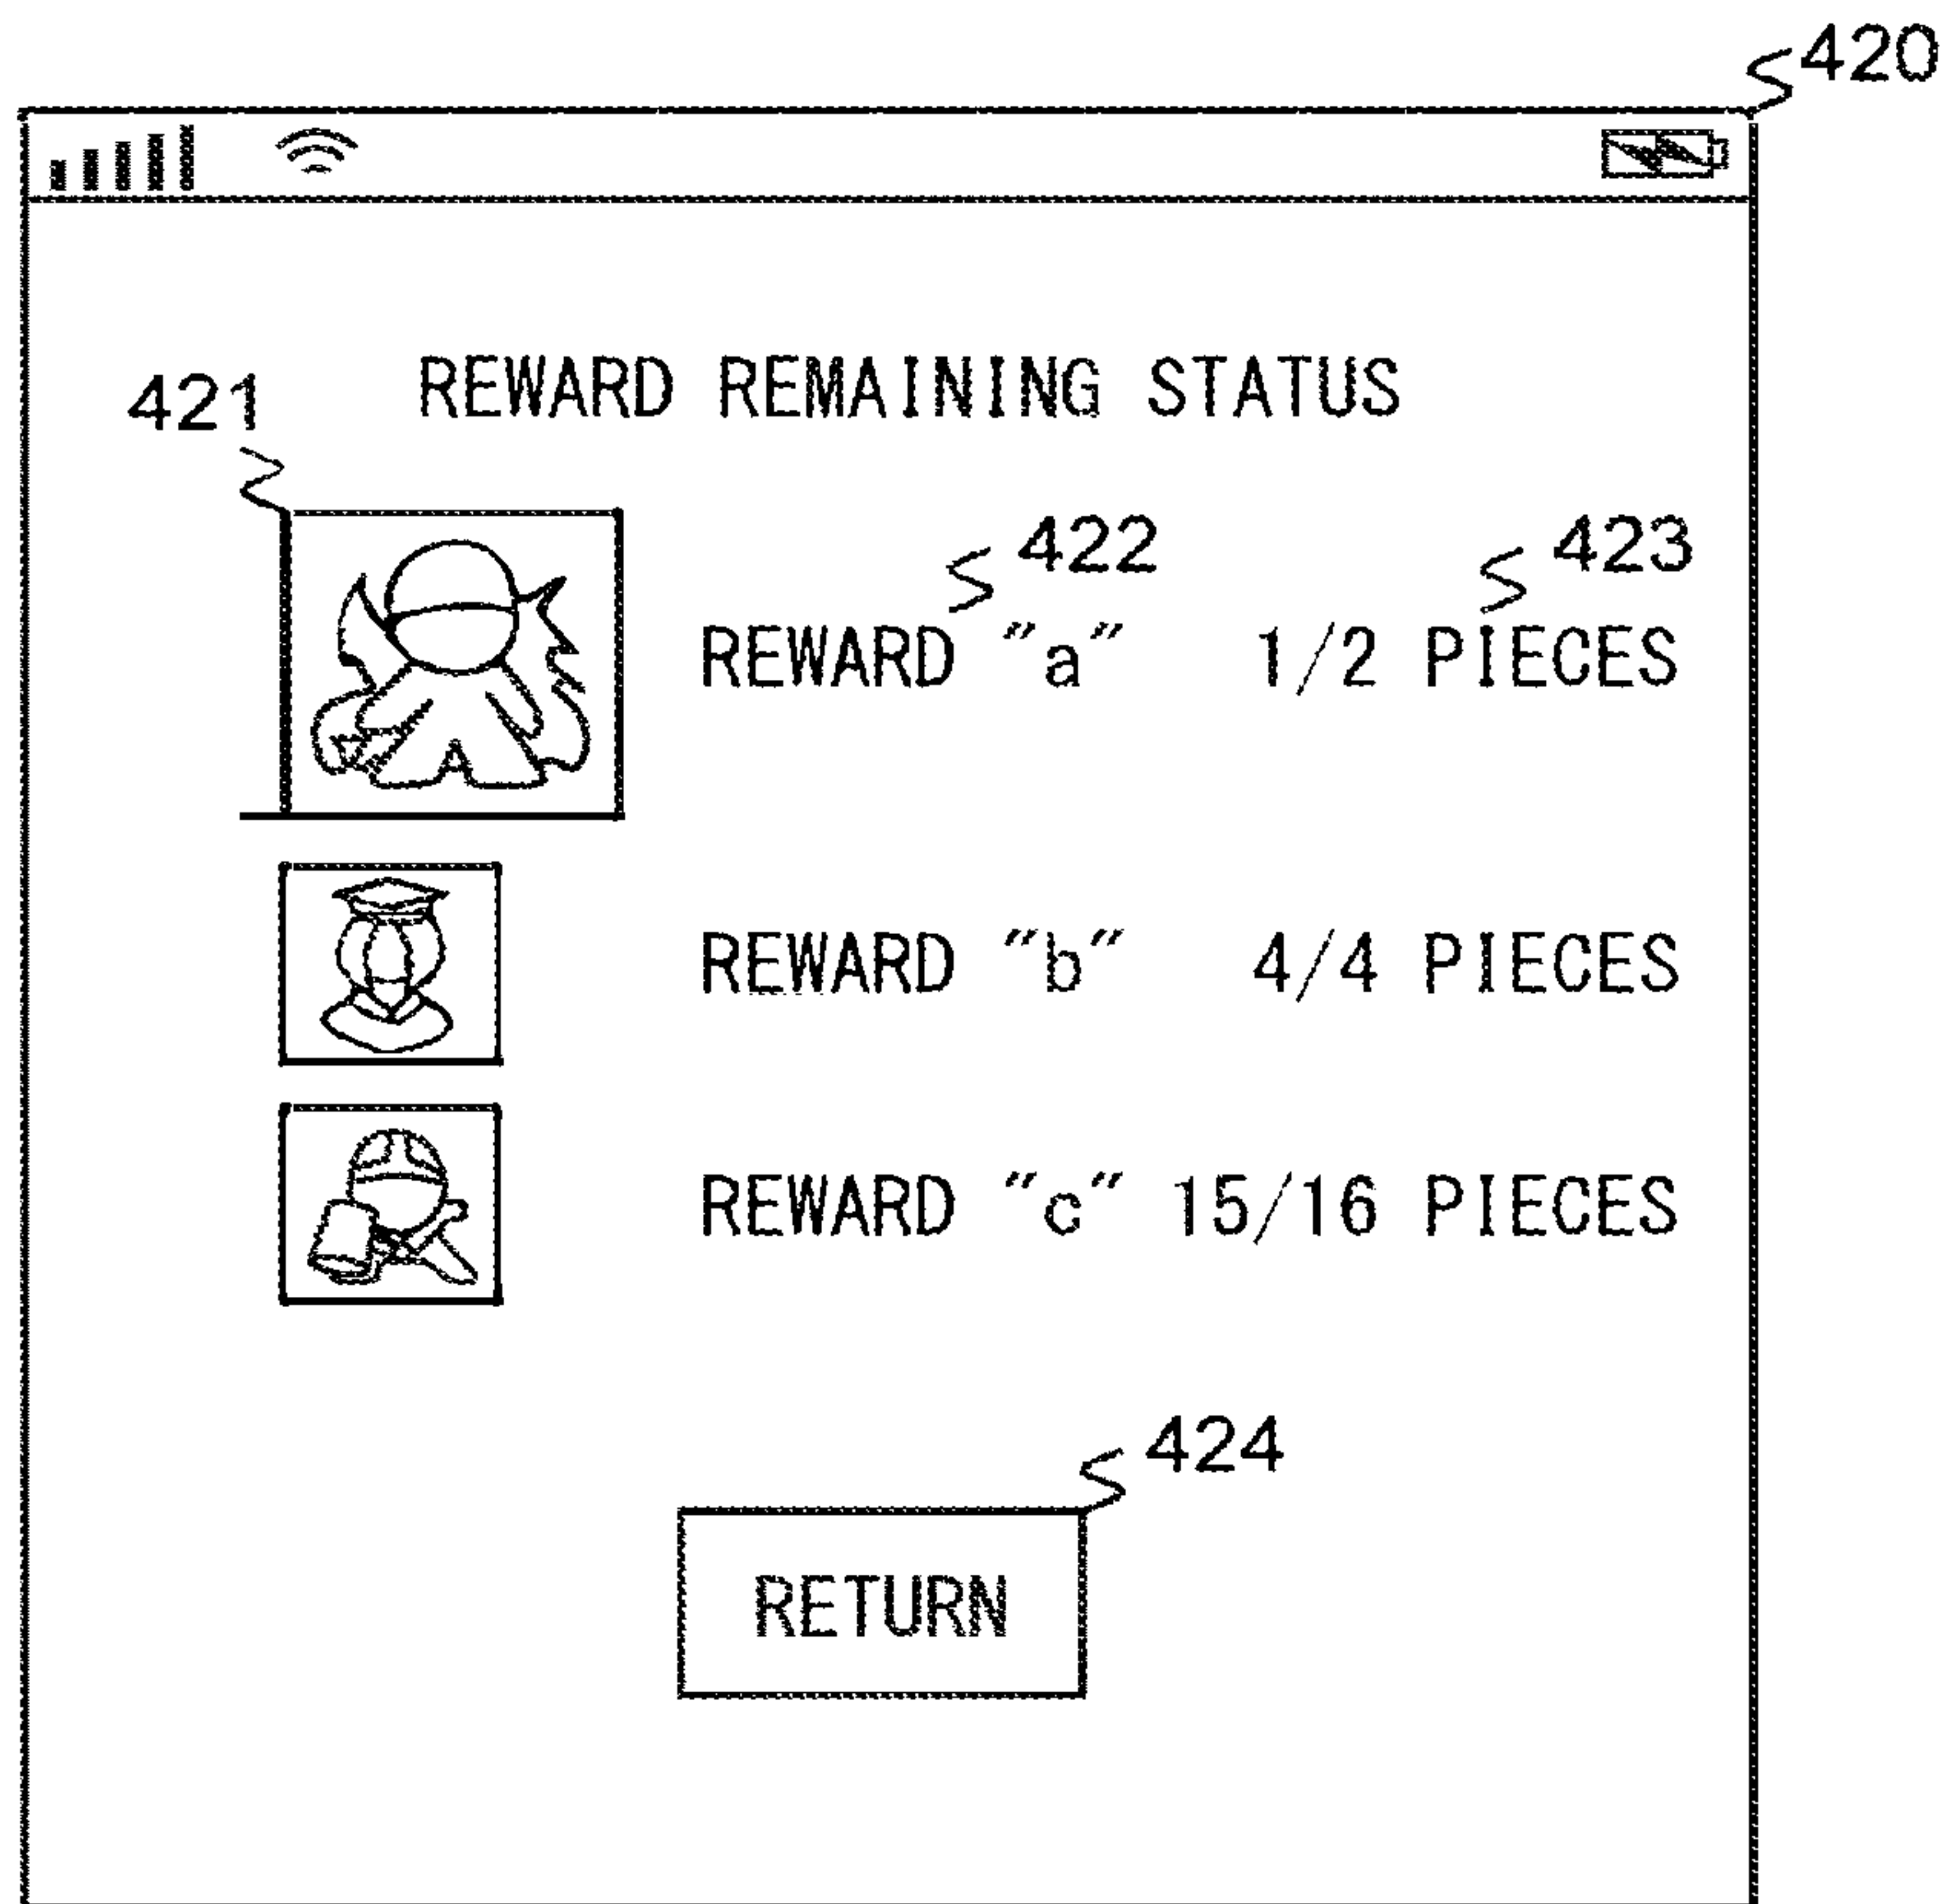 420
REWARD REMAINING STATUS
421
422
423
REWARD "a" 1/2 PIECES
REWARD "b" 4/4 PIECES
REWARD "c" 15/16 PIECES
424
RETURN